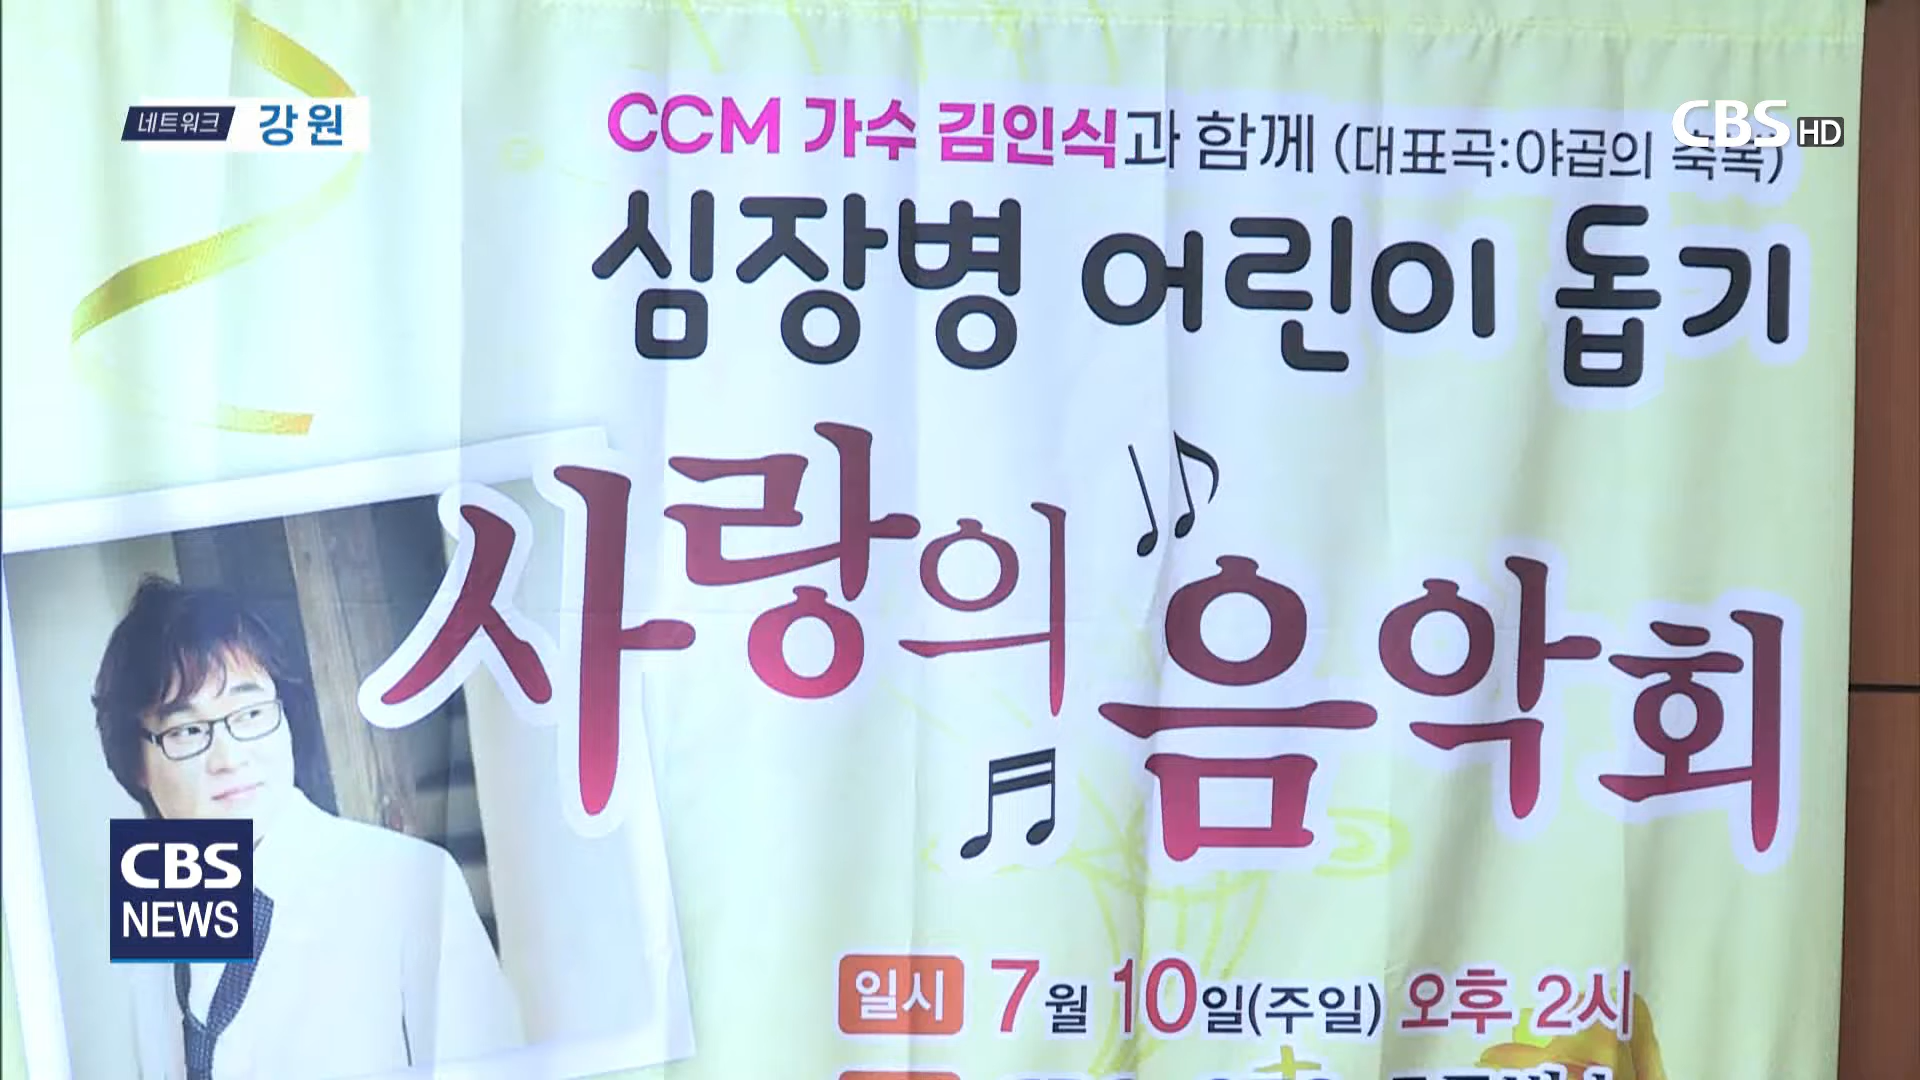 네트워크 강원
CBS HD
CCM 가수 김인식과 함께 (대표곡:야곱의 축복)
심장병 어린이 돕기
사랑의 음악회
일시 7월 10일(주일) 오후 2시
CBS
NEWS